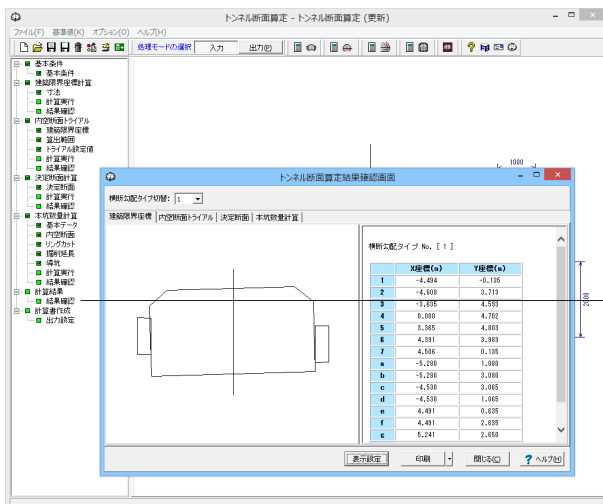 トンネル断面算定 - トンネル断面算定 (更新)
ファイル(F) 基準値(K) オプション(O) ヘルプ(H)
処理モードの選択 入力 出力(P)
基本条件
基本条件
建築限界座標計算
寸法
計算実行
結果確認
内空断面トライアル
建築限界座標
算出範囲
トライアル設定値
計算実行
結果確認
決定断面計算
決定断面
計算実行
結果確認
本坑数量計算
基本データ
内空断面
リングカット
掘削延長
導坑
計算実行
結果確認
計算結果
結果確認
計算書作成
出力設定
1000
2000
トンネル断面算定結果確認画面
横断勾配タイプ切替: 1
建築限界座標 内空断面トライアル 決定断面 本坑数量計算
横断勾配タイプ No. [ 1 ]
X座標(m) Y座標(m)
1 -4.494 -0.135
2 -4.609 3.713
3 -3.635 4.593
4 0.000 4.702
5 3.365 4.803
6 4.391 3.983
7 4.506 0.135
a -5.280 1.080
b -5.280 3.080
c -4.530 3.065
d -4.530 1.065
e 4.491 0.635
f 4.491 2.635
g 5.241 2.650
表示設定 印刷 閉じる(C) ? ヘルプ(H)